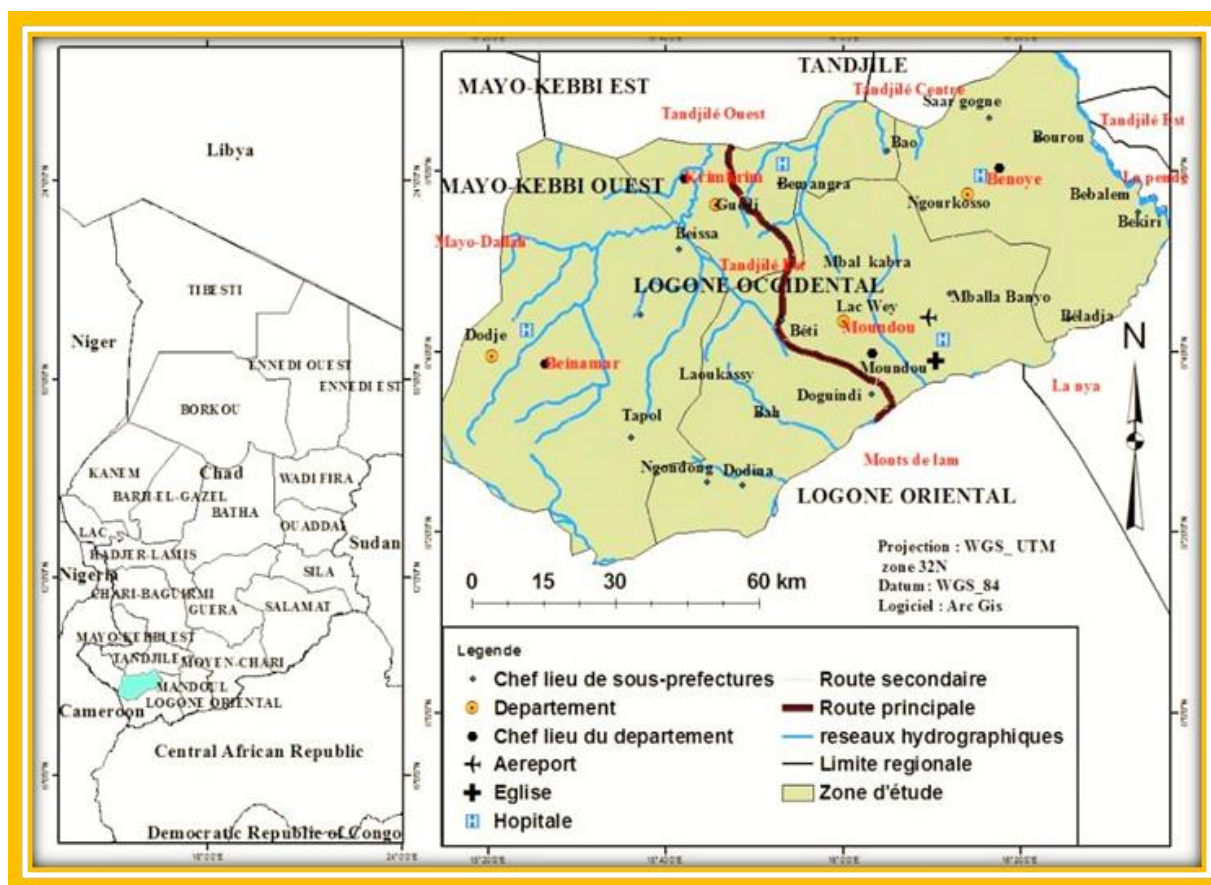 Libya
TIBESTI
Niger
ENNEDI OUEST
ENNEDI EST
BORKOU
KANEM
Chad
WADI FIRA
BARH-EL-GAZEL
BATHA
OUADDAI
LAC
Sudan
HADJER-LAMIS
SILA
Nigeria
CHARI-BAGUIRMI
GUERA
SALAMAT
MAYO-KEBBI EST
TANDJILE
MOYEN-CHARI
MANDOUL
LOGONE ORIENTAL
Cameroon
Central African Republic
Democratic Republic of Congo
TANDJILE
MAYO-KEBBI EST
Tandjilé Centre
Saar gogne
Tandjilé Ouest
Tandjilé Est
Bao
Bourou
Krimkrim
Bemangra
Benoye
La pende
MAYO-KEBBI OUEST
Gueli
Ngourkosso
Bebalem
Bekiri
Beissa
Mayo-Dallah
Tandjilé Est
Mbal kabra
LOGONE OCCIDENTAL
Mballa Banyo
Lac Wey
Dodje
Béti
Moundou
Béladja
N
Beinamar
Laoukassy
Moundou
La nya
Doguindi
Tapol
Bah
Ngondong
Dodina
Monts de lam
LOGONE ORIENTAL
Projection : WGS_ UTM
zone 32N
Datum : WGS_84
Logiciel : Arc Gis
0 15 30 60 km
Legende
Chef lieu de sous-prefectures
Departement
Chef lieu du departement
Aereport
Eglise
Hopitale
Route secondaire
Route principale
reseaux hydrographiques
Limite regionale
Zone d'étude